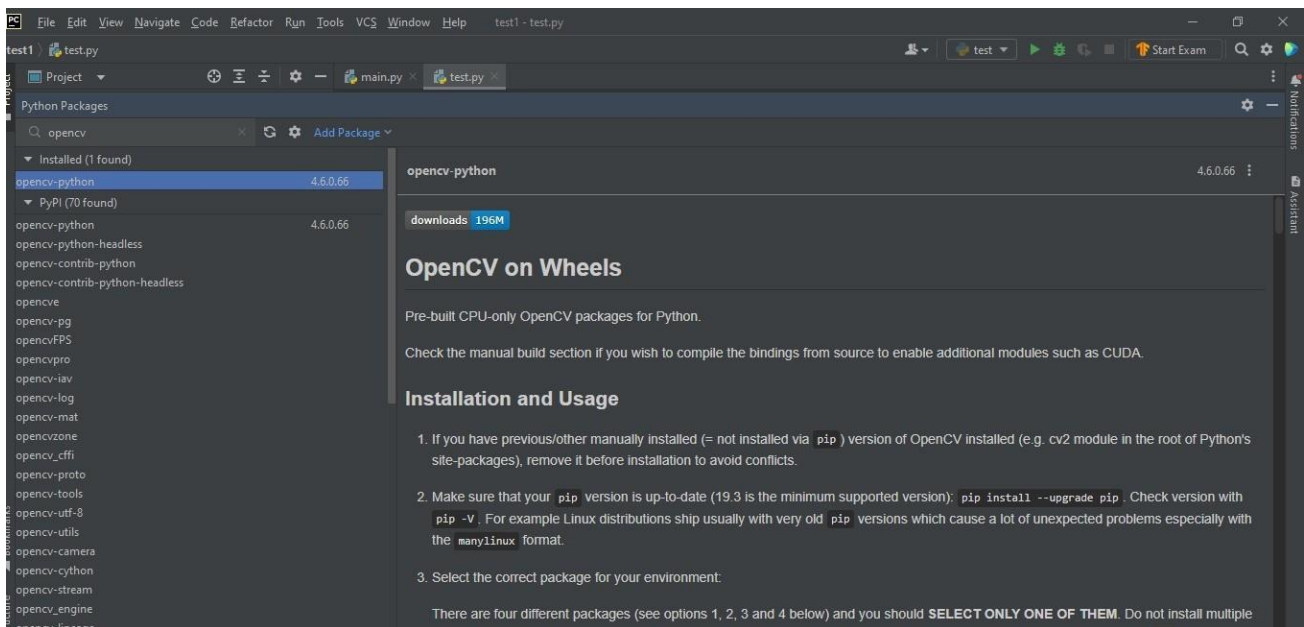 PC File Edit View Navigate Code Refactor Run Tools VCS Window Help test1 - test.py
test1 test.py test Start Exam
Project main.py test.py
Project
Python Packages
Notifications
opencv Add Package
Installed (1 found)
opencv-python 4.6.0.66
opencv-python 4.6.0.66
Assistant
PyPI (70 found)
opencv-python 4.6.0.66
opencv-python-headless
opencv-contrib-python
opencv-contrib-python-headless
opencve
opencv-pg
opencvFPS
opencvpro
opencv-iav
opencv-log
opencv-mat
opencvzone
opencv_cffi
opencv-proto
opencv-tools
opencv-utf-8
opencv-utils
opencv-camera
opencv-cython
opencv-stream
opencv_engine
downloads 196M
OpenCV on Wheels
Pre-built CPU-only OpenCV packages for Python.
Check the manual build section if you wish to compile the bindings from source to enable additional modules such as CUDA.
Installation and Usage
1. If you have previous/other manually installed (= not installed via pip) version of OpenCV installed (e.g. cv2 module in the root of Python's
site-packages), remove it before installation to avoid conflicts.
2. Make sure that your pip version is up-to-date (19.3 is the minimum supported version): pip install --upgrade pip. Check version with
pip -V. For example Linux distributions ship usually with very old pip versions which cause a lot of unexpected problems especially with
the manylinux format.
3. Select the correct package for your environment:
There are four different packages (see options 1, 2, 3 and 4 below) and you should SELECT ONLY ONE OF THEM. Do not install multiple